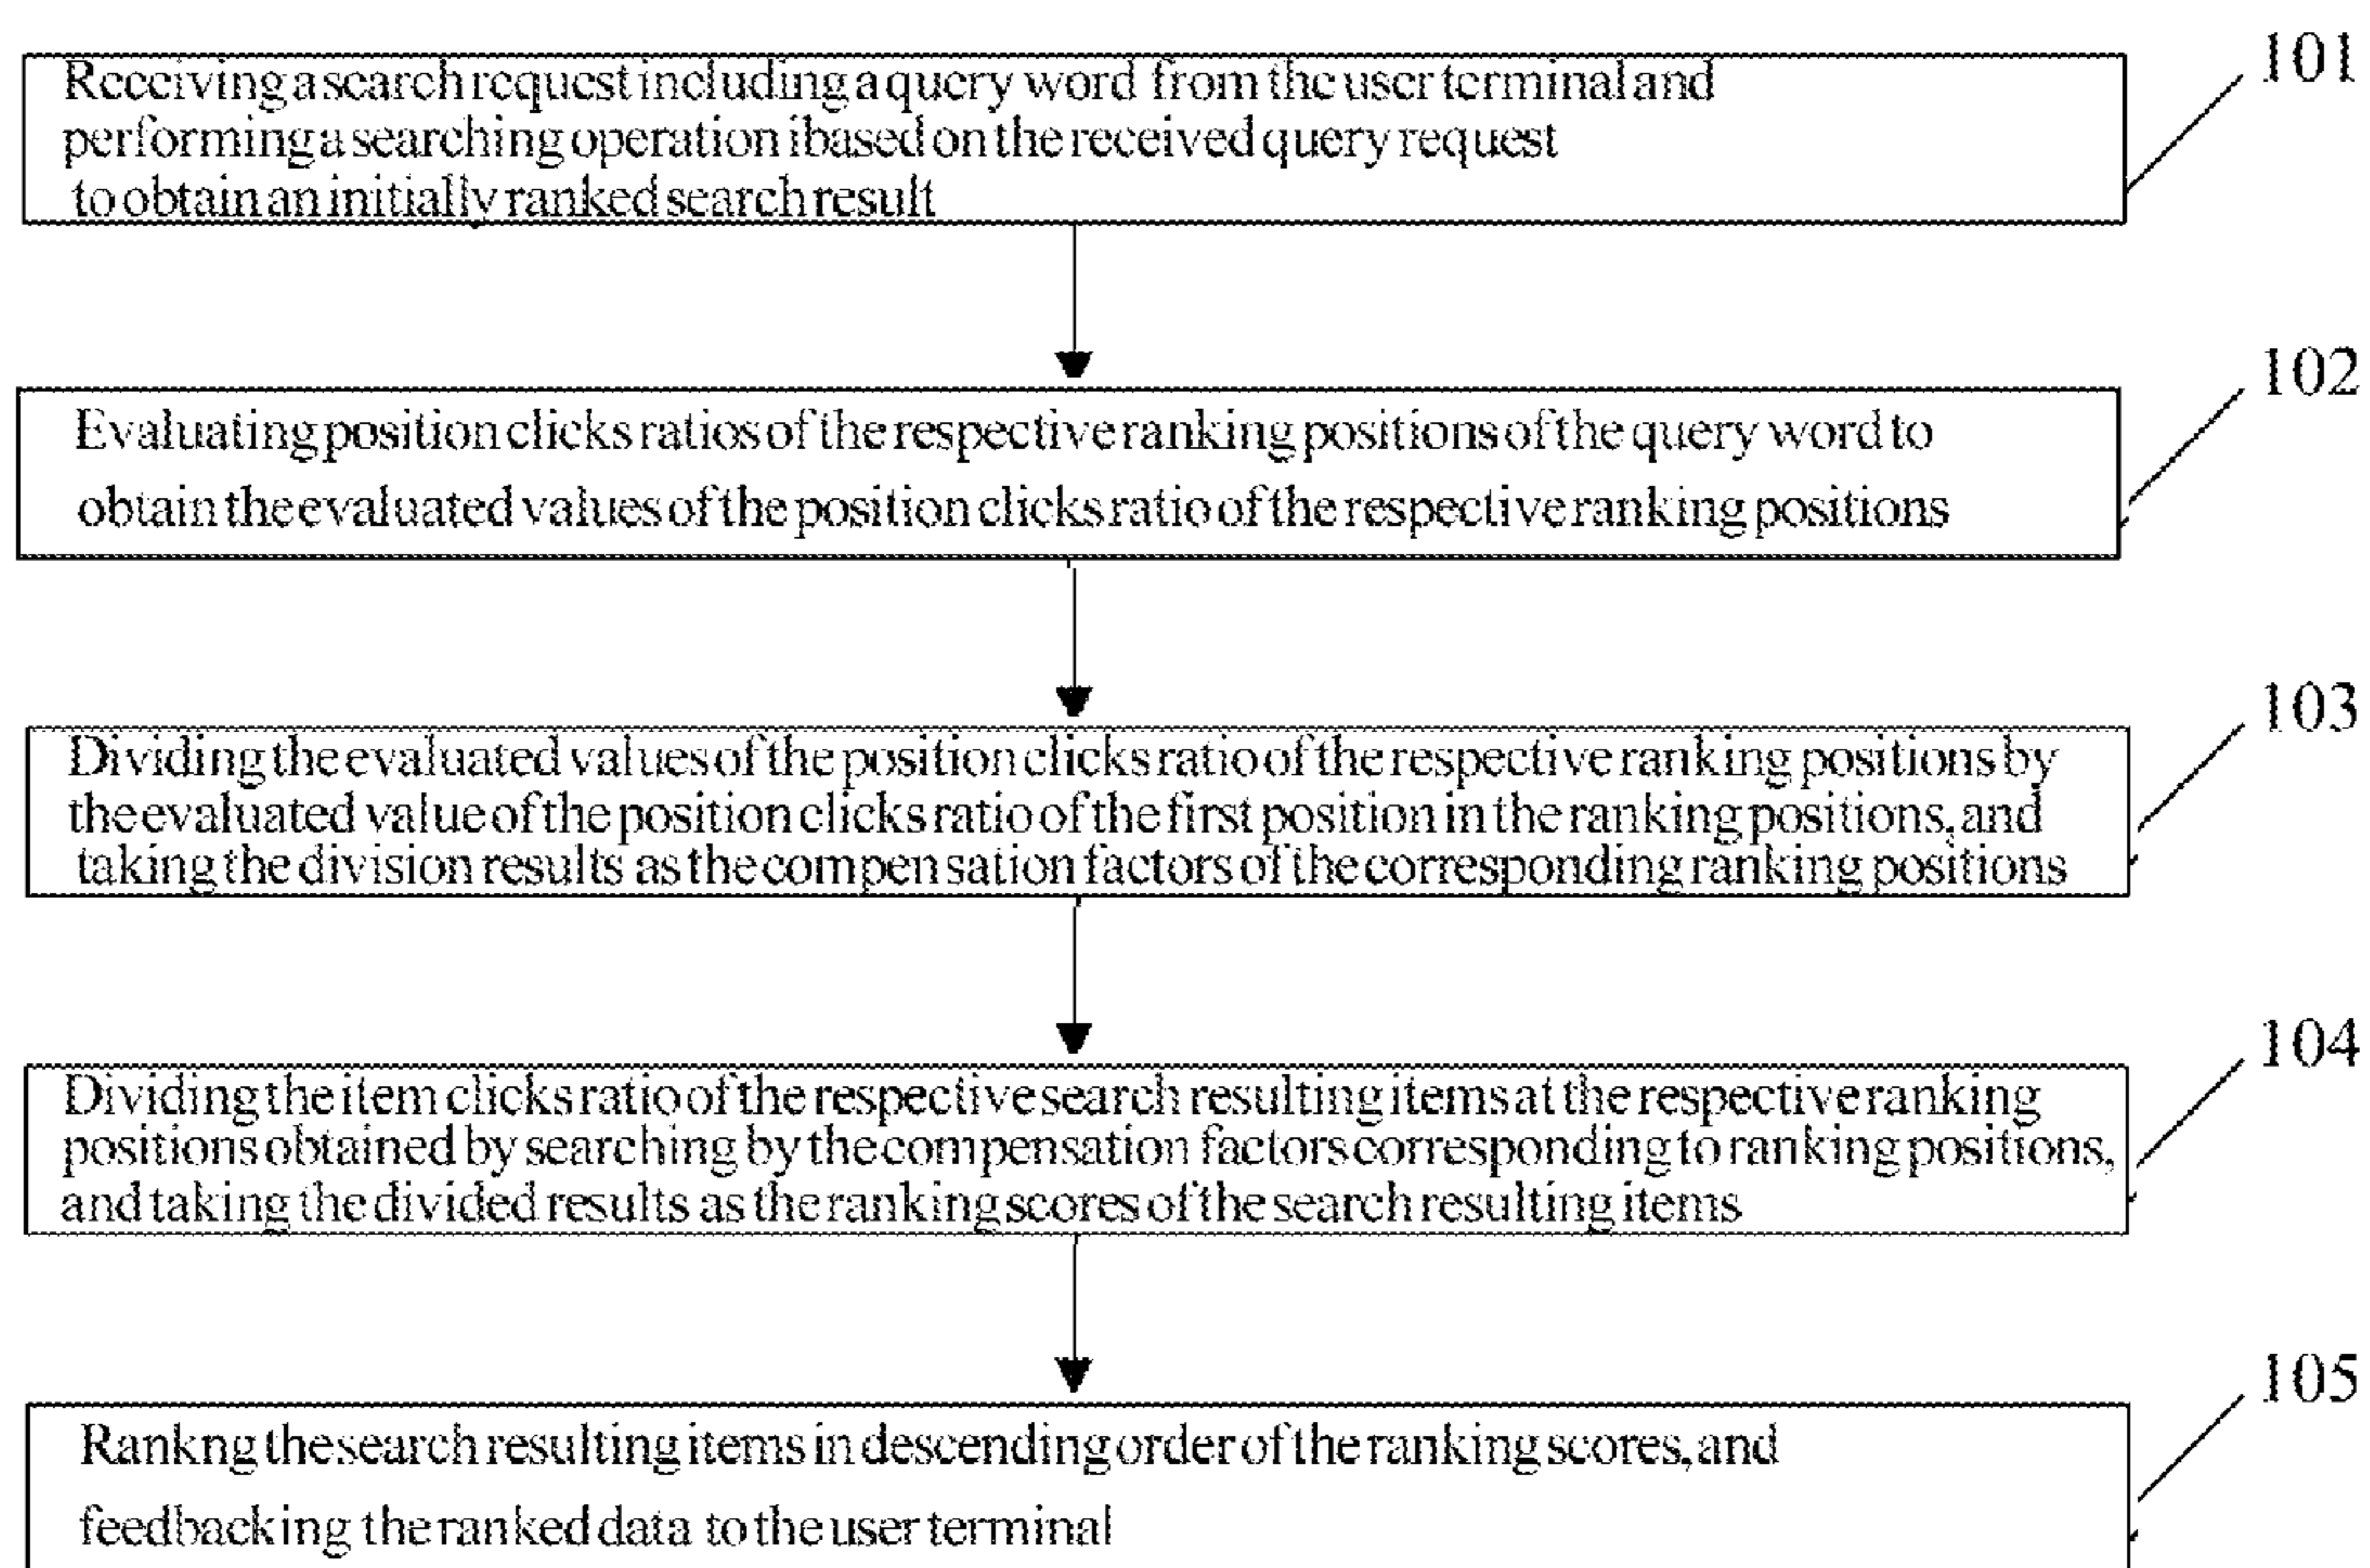 101
Receiving a search request including a query word from the user terminal and
performing a searching operation ibased on the received query request
to obtain an initially ranked search result
102
Evaluating position clicks ratios of the respective ranking positions of the query word to
obtain the evaluated values of the position clicks ratio of the respective ranking positions
103
Dividing the evaluated values of the position clicks ratio of the respective ranking positions by
the evaluated value of the position clicks ratio of the first position in the ranking positions, and
taking the division results as the compensation factors of the corresponding ranking positions
104
Dividing the item clicks ratio of the respective search resulting items at the respective ranking
positions obtained by searching by the compensation factors corresponding to ranking positions,
and taking the divided results as the ranking scores of the search resulting items
105
Rankng the search resulting items in descending order of the ranking scores, and
feedbacking the ranked data to the user terminal